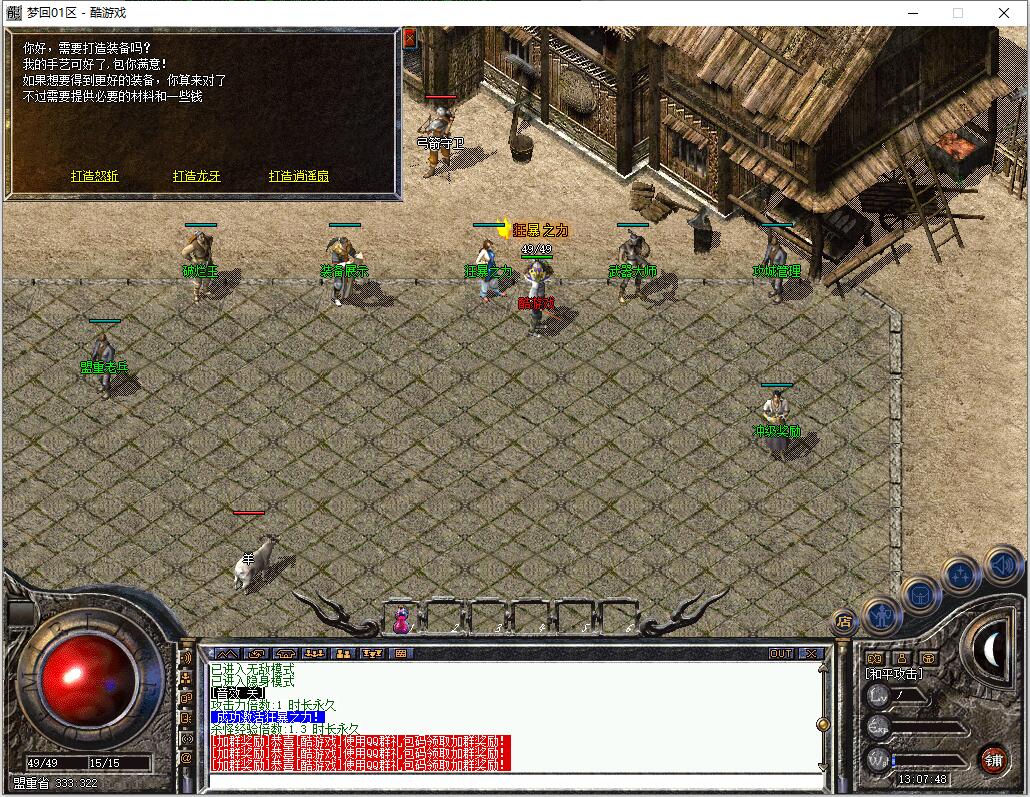 梦回01区 - 酷游戏
你好，需要打造装备吗？
我的手艺可好了，包你满意！
如果想要得到更好的装备，你算来对了
不过需要提供必要的材料和一些钱
打造怒斩 打造龙牙 打造逍遥扇
弓箭守卫
狂暴之力
49/49
破烂王 装备展示 狂暴之力 武器大师 功城管理
酷游戏
盟重老兵
冲级奖励
羊
1 2 3 4 5 6
店
OUT
已进入无敌模式
已进入隐身模式
[音效 关]
攻击力倍数:1 时长永久
成功激活狂暴之力！
杀怪经验倍数:1.3 时长永久
[加群奖励]恭喜[酷游戏]使用QQ群礼包码领取加群奖励！
[加群奖励]恭喜[酷游戏]使用QQ群礼包码领取加群奖励！
[加群奖励]恭喜[酷游戏]使用QQ群礼包码领取加群奖励！
[和平攻击]
Lv
Exp
铺
49/49 15/15
盟重省 333:322
13:07:48